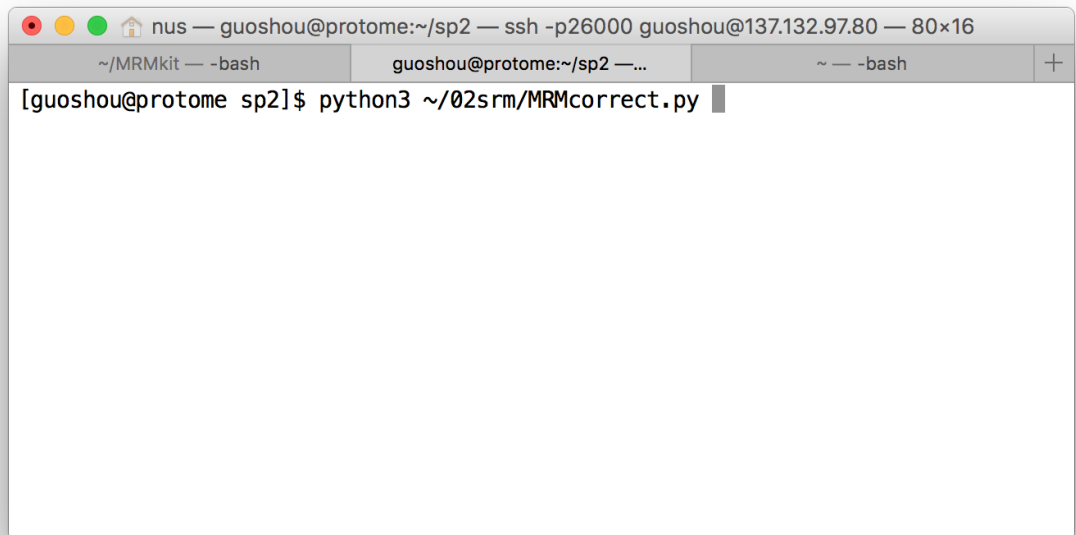 nus — guoshou@protome:~/sp2 — ssh -p26000 guoshou@137.132.97.80 — 80×16
~/MRMkit — -bash
guoshou@protome:~/sp2 —...
~ — -bash
[guoshou@protome sp2]$ python3 ~/02srm/MRMcorrect.py